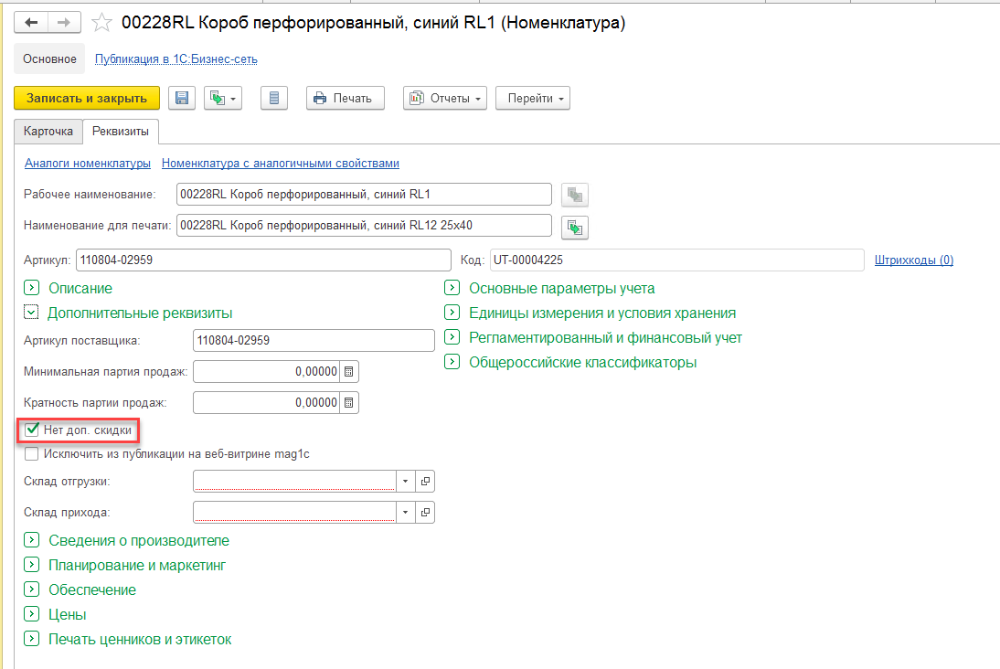 00228RL Короб перфорированный, синий RL1 (Номенклатура)
Основное Публикация в 1С:Бизнес-сеть
Записать и закрыть Печать Отчеты Перейти
Карточка Реквизиты
Аналоги номенклатуры Номенклатура с аналогичными свойствами
Рабочее наименование: 00228RL Короб перфорированный, синий RL1
Наименование для печати: 00228RL Короб перфорированный, синий RL12 25x40
Артикул: 110804-02959 Код: UT-00004225 Штрихкоды (0)
Описание Основные параметры учета
Дополнительные реквизиты Единицы измерения и условия хранения
Артикул поставщика: 110804-02959 Регламентированный и финансовый учет
Общероссийские классификаторы
Минимальная партия продаж: 0,00000
Кратность партии продаж: 0,00000
Нет доп. скидки
Исключить из публикации на веб-витрине mag1c
Склад отгрузки:
Склад прихода:
Сведения о производителе
Планирование и маркетинг
Обеспечение
Цены
Печать ценников и этикеток